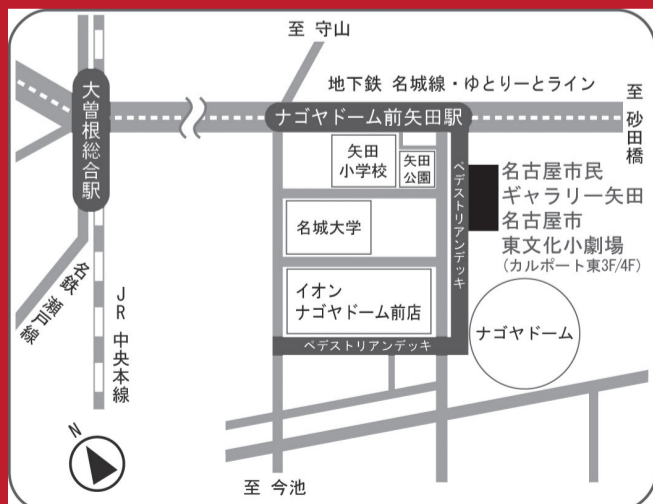 至 守山
地下鉄 名城線・ゆとりーとライン
至 砂田橋
大曽根総合駅
ナゴヤドーム前矢田駅
矢田
小学校
矢田
公園
ペデストリアンデッキ
名古屋市民
ギャラリー矢田
名古屋市
東文化小劇場
(カルポート東3F/4F)
名城大学
イオン
ナゴヤドーム前店
ナゴヤドーム
ペデストリアンデッキ
名鉄 瀬戸線
JR 中央本線
N
至 今池